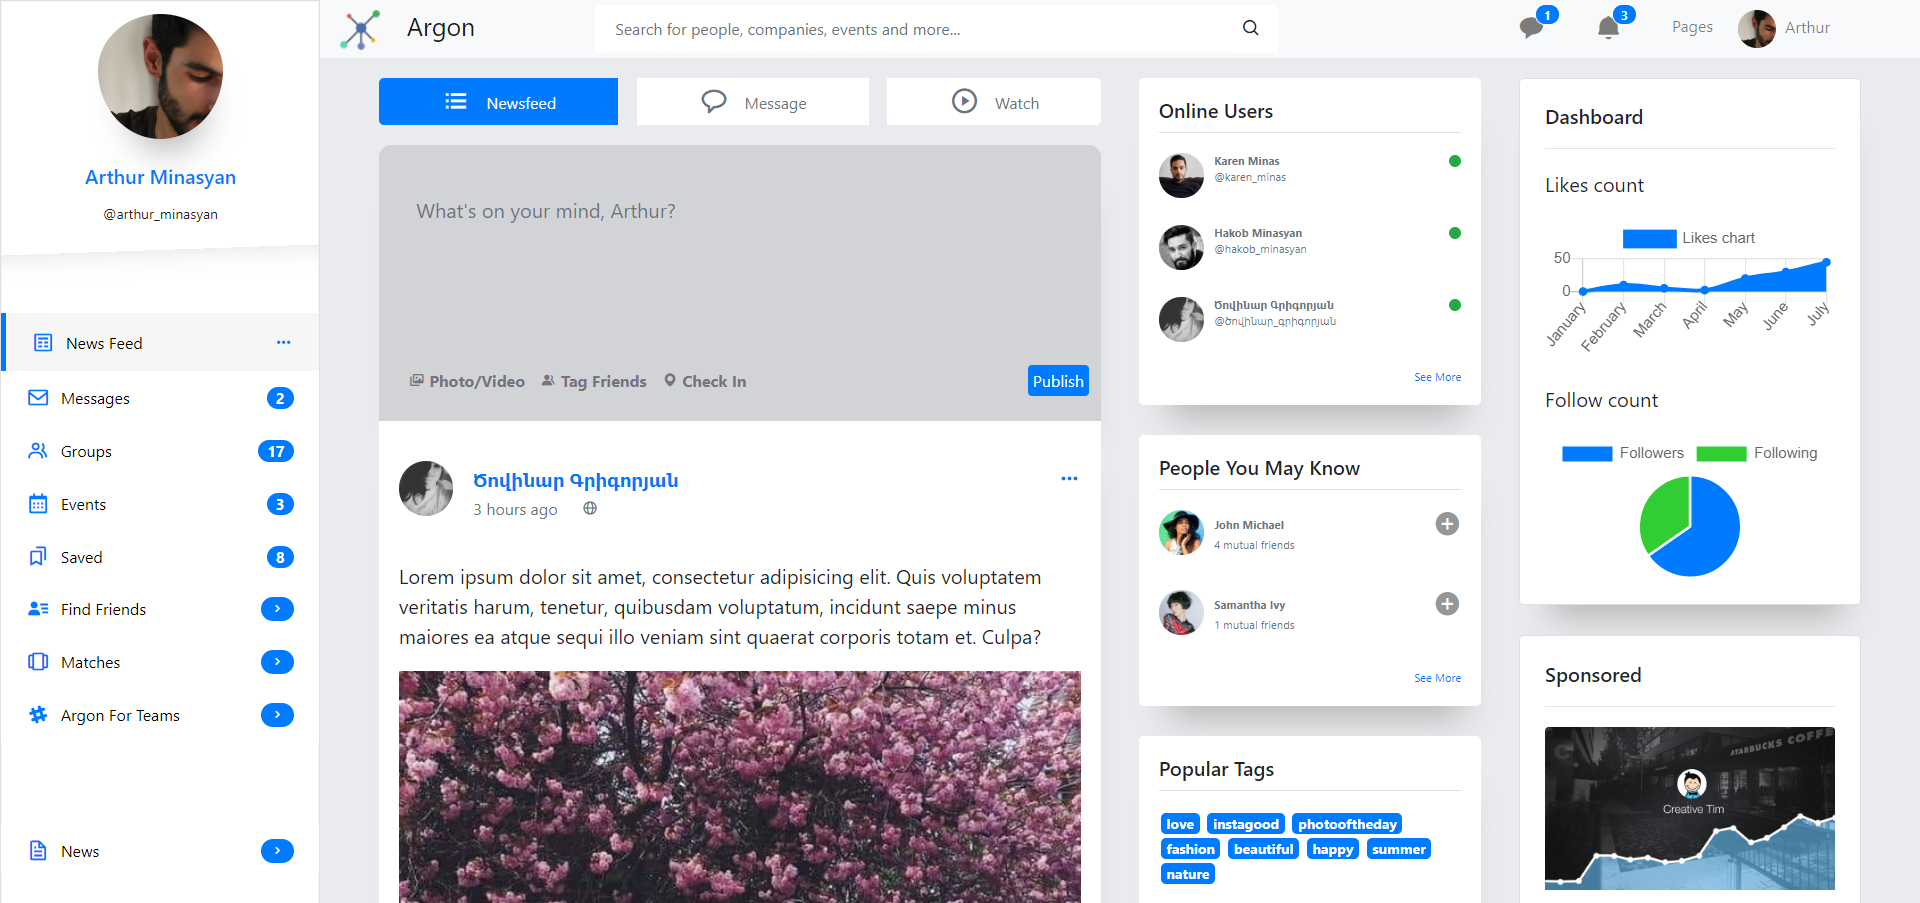 Arthur Minasyan
@arthur_minasyan
News Feed
Messages 2
Groups 17
Events 3
Saved 8
Find Friends
Matches
Argon For Teams
News
Argon
Search for people, companies, events and more...
1
3
Pages
Arthur
Newsfeed
Message
Watch
What's on your mind, Arthur?
Photo/Video Tag Friends Check In
Publish
Ծովինար Գրիգորյան
3 hours ago
Lorem ipsum dolor sit amet, consectetur adipisicing elit. Quis voluptatem
veritatis harum, tenetur, quibusdam voluptatum, incidunt saepe minus
maiores ea atque sequi illo veniam sint quaerat corporis totam et. Culpa?
Online Users
Karen Minas
@karen_minas
Hakob Minasyan
@hakob_minasyan
Ծովինար Գրիգորյան
@ծովինար_գրիգորյան
See More
People You May Know
John Michael
4 mutual friends
Samantha Ivy
1 mutual friends
See More
Popular Tags
love instagood photooftheday
fashion beautiful happy summer
nature
Dashboard
Likes count
Likes chart
50
0
January February March April May June July
Follow count
Followers Following
Sponsored
STARBUCKS COFFE
Creative Tim